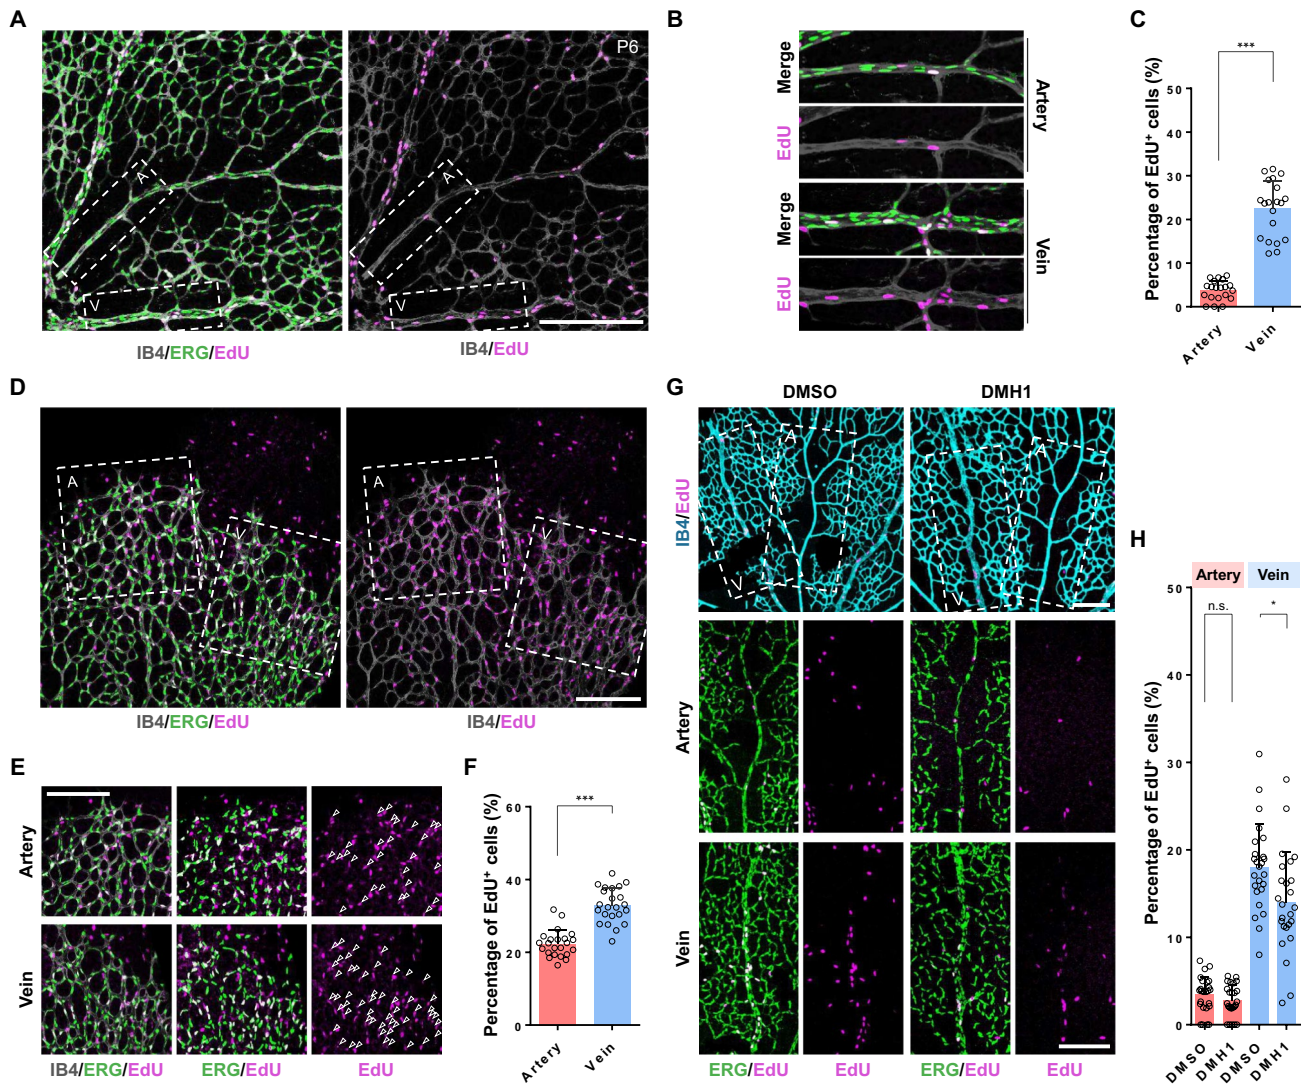 A
P6
A
V
IB4/ERG/EdU
IB4/EdU
B
Merge
EdU
Merge
EdU
Artery
Vein
C
Percentage of EdU⁺ cells (%)
50
40
30
20
10
0
***
Artery
Vein
D
A
V
A
V
IB4/ERG/EdU
IB4/EdU
E
Artery
Vein
IB4/ERG/EdU
ERG/EdU
EdU
F
Percentage of EdU⁺ cells (%)
60
40
20
0
***
Artery
Vein
G
DMSO
DMH1
IB4/EdU
A
V
A
V
Artery
Vein
ERG/EdU
EdU
ERG/EdU
EdU
H
Artery
Vein
Percentage of EdU⁺ cells (%)
50
40
30
20
10
0
n.s.
*
DMSO
DMH1
DMSO
DMH1